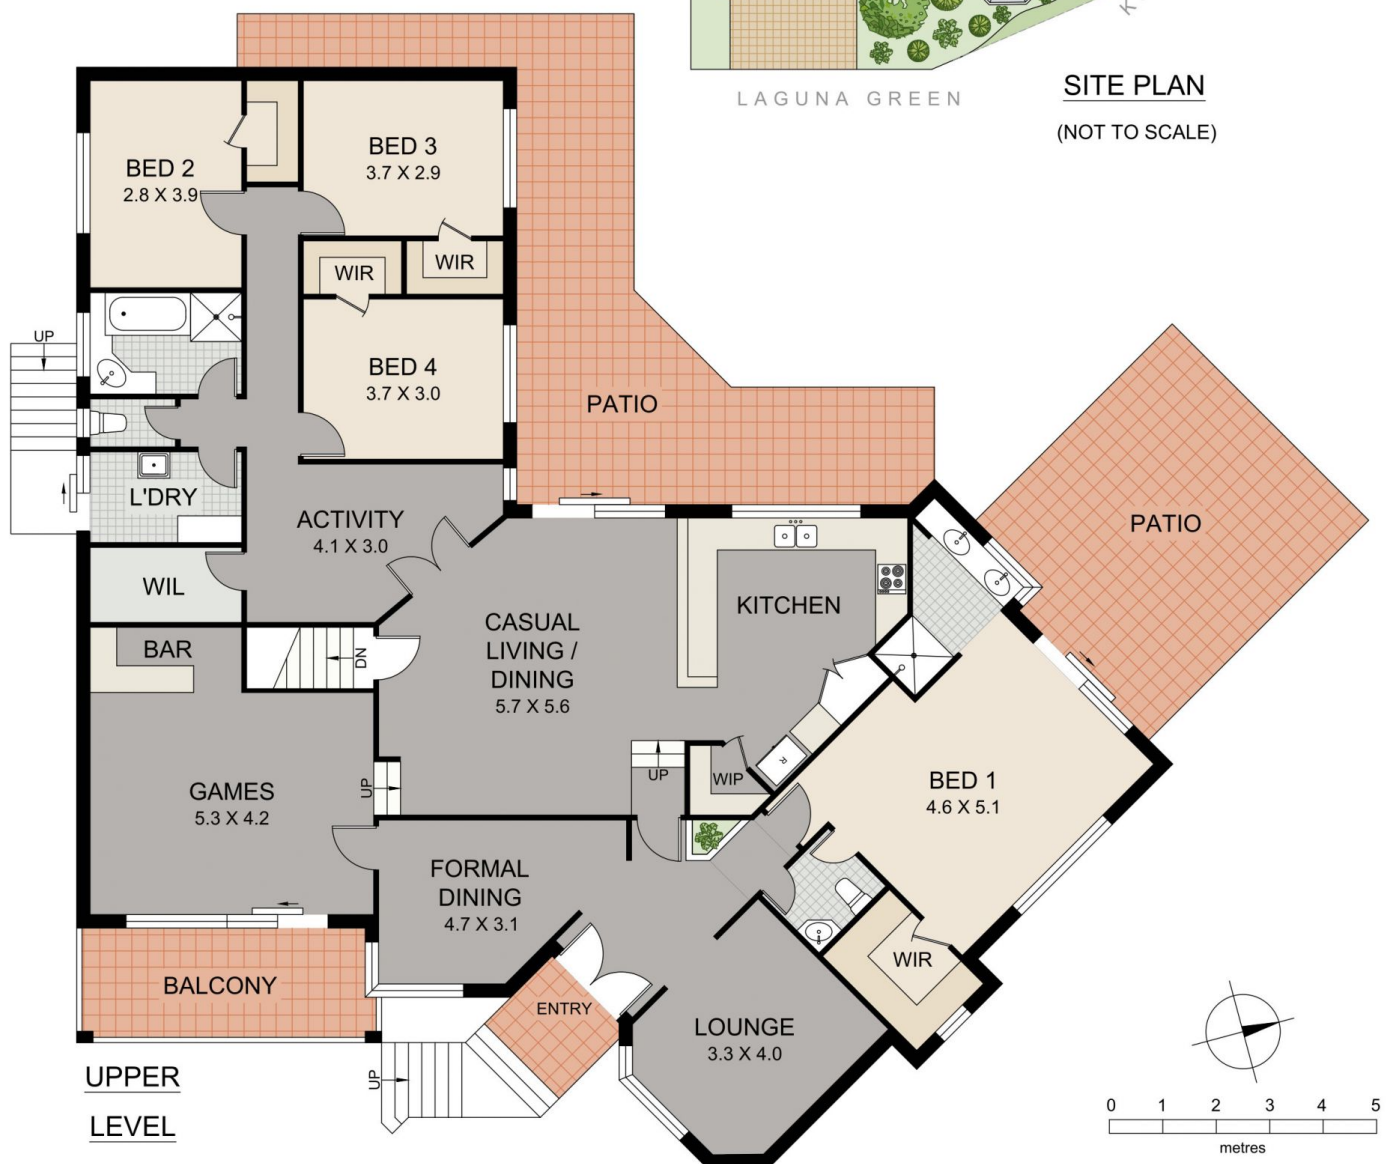 K
LAGUNA GREEN
SITE PLAN
(NOT TO SCALE)
BED 2
2.8 X 3.9
BED 3
3.7 X 2.9
WIR
WIR
BED 4
3.7 X 3.0
UP
PATIO
L'DRY
ACTIVITY
4.1 X 3.0
PATIO
WIL
CASUAL
LIVING /
DINING
5.7 X 5.6
KITCHEN
BAR
DN
GAMES
5.3 X 4.2
UP
UP
WIP
R
BED 1
4.6 X 5.1
FORMAL
DINING
4.7 X 3.1
WIR
BALCONY
ENTRY
LOUNGE
3.3 X 4.0
UP
UPPER
LEVEL
0 1 2 3 4 5
metres